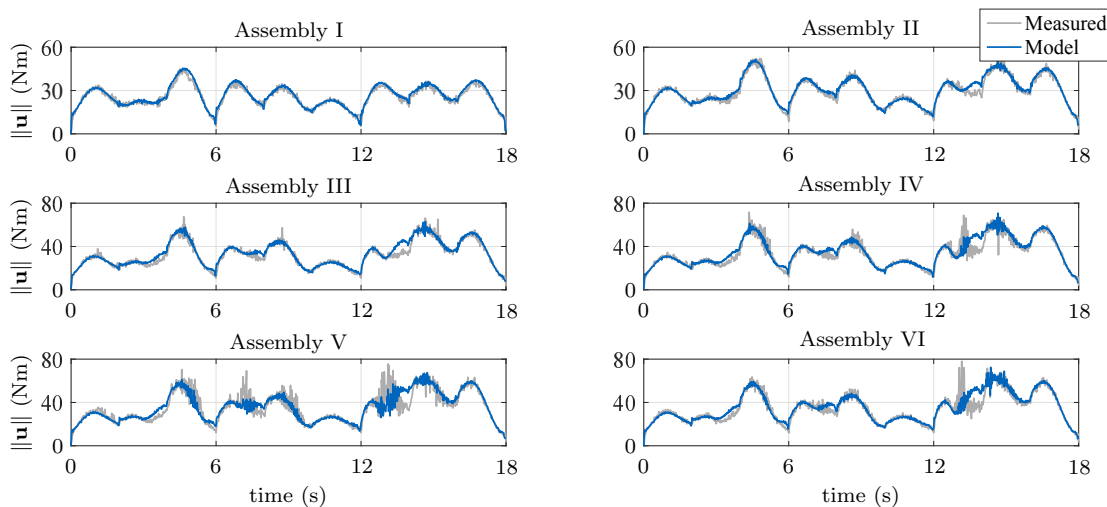 Assembly I
Assembly II
Measured
Model
‖u‖ (Nm)
60
30
0
0
6
12
18
‖u‖ (Nm)
60
30
0
0
6
12
18
Assembly III
Assembly IV
‖u‖ (Nm)
80
40
0
0
6
12
18
‖u‖ (Nm)
80
40
0
0
6
12
18
Assembly V
Assembly VI
‖u‖ (Nm)
80
40
0
0
6
12
18
time (s)
‖u‖ (Nm)
80
40
0
0
6
12
18
time (s)